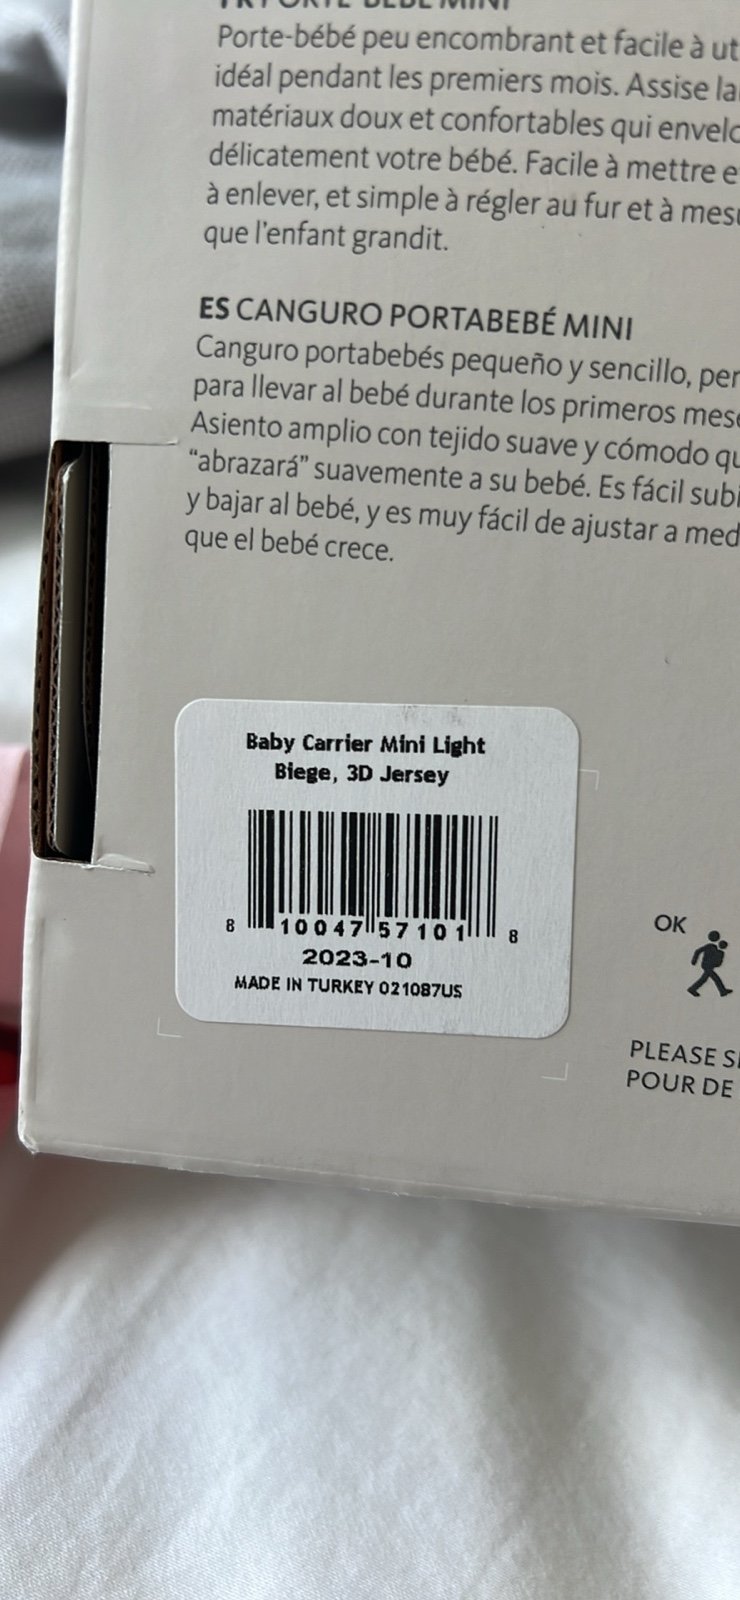 PORTE-BÉBÉ MINI
Porte-bébé peu encombrant et facile à
idéal pendant les premiers mois. Assise
matériaux doux et confortables qui
délicatement votre bébé. Facile à mettre
à enlever, et simple à régler au fur et à
que l'enfant grandit.
ES CANGURO PORTABEBÉ MINI
Canguro portabebés pequeño y sencillo,
para llevar al bebé durante los primeros
Asiento amplio con tejido suave y cómodo
“abrazará” suavemente a su bebé. Es fácil
y bajar al bebé, y es muy fácil de ajustar a
que el bebé crece.
Baby Carrier Mini Light
Biege, 3D Jersey
8 10047 57101 8
2023-10
MADE IN TURKEY 021087US
OK
PLEASE
POUR DE